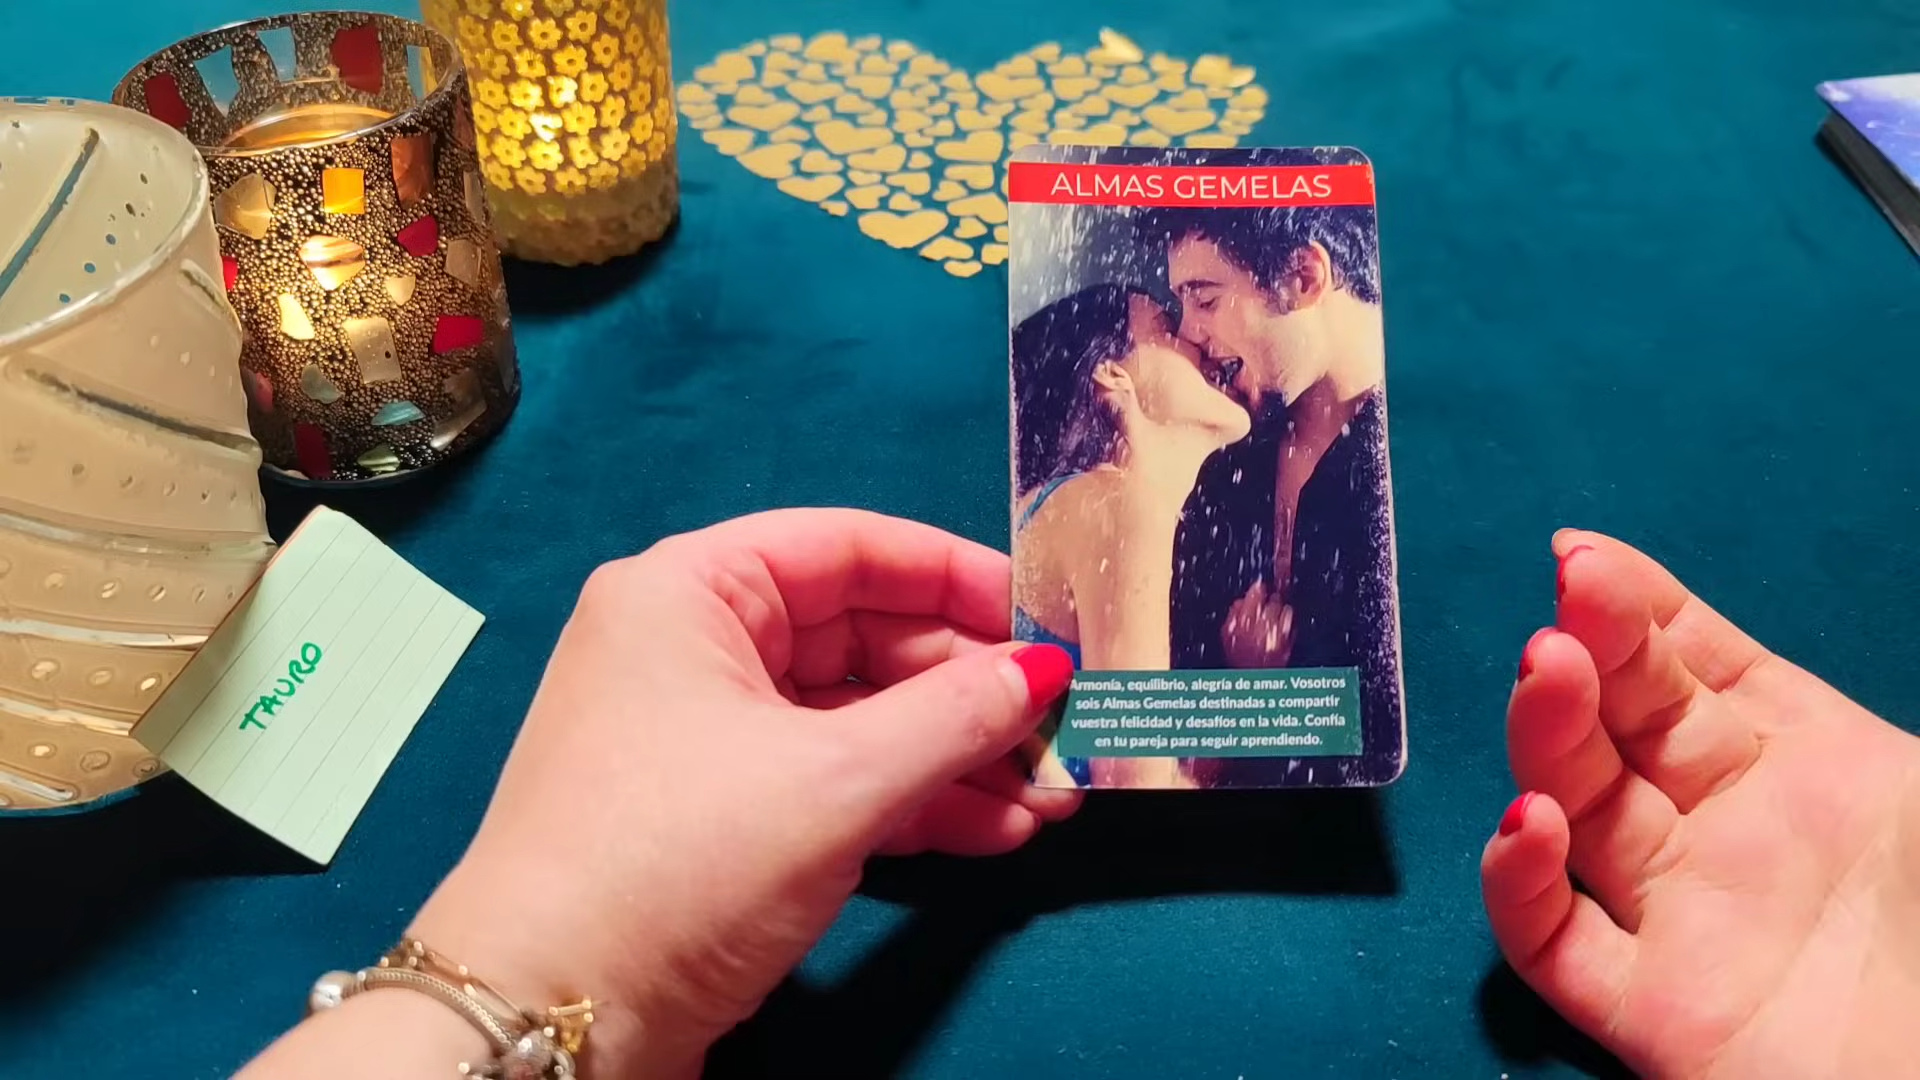 ALMAS GEMELAS
Armonía, equilibrio, alegría de amar. Vosotros
sois Almas Gemelas destinadas a compartir
vuestra felicidad y desafíos en la vida. Confía
en tu pareja para seguir aprendiendo.
TAURO